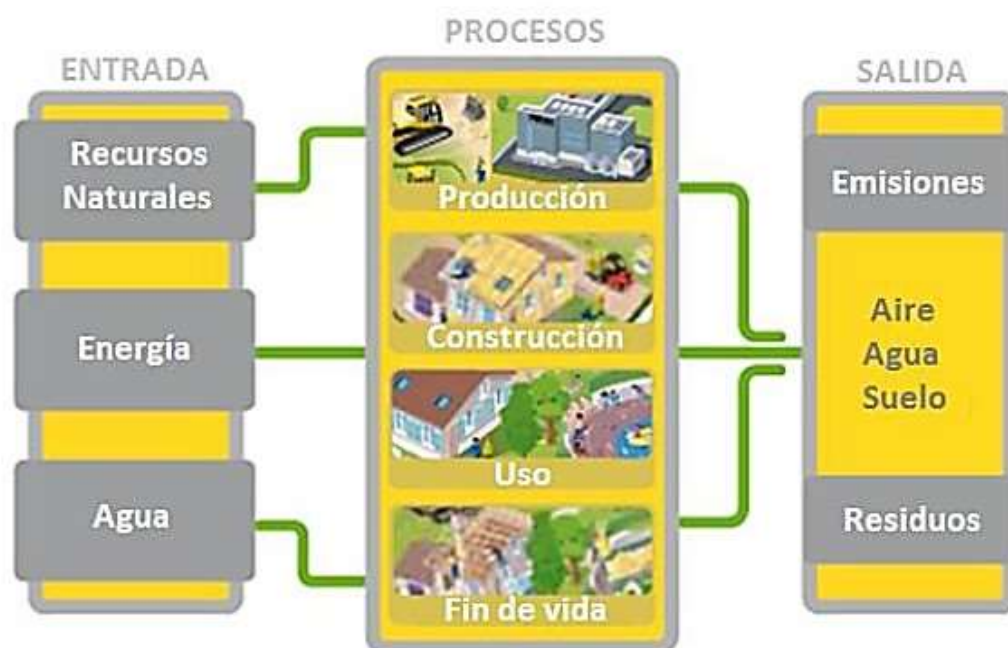 ENTRADA
Recursos
Naturales
Energía
Agua
PROCESOS
Producción
Construcción
Uso
Fin de vida
SALIDA
Emisiones
Aire
Agua
Suelo
Residuos